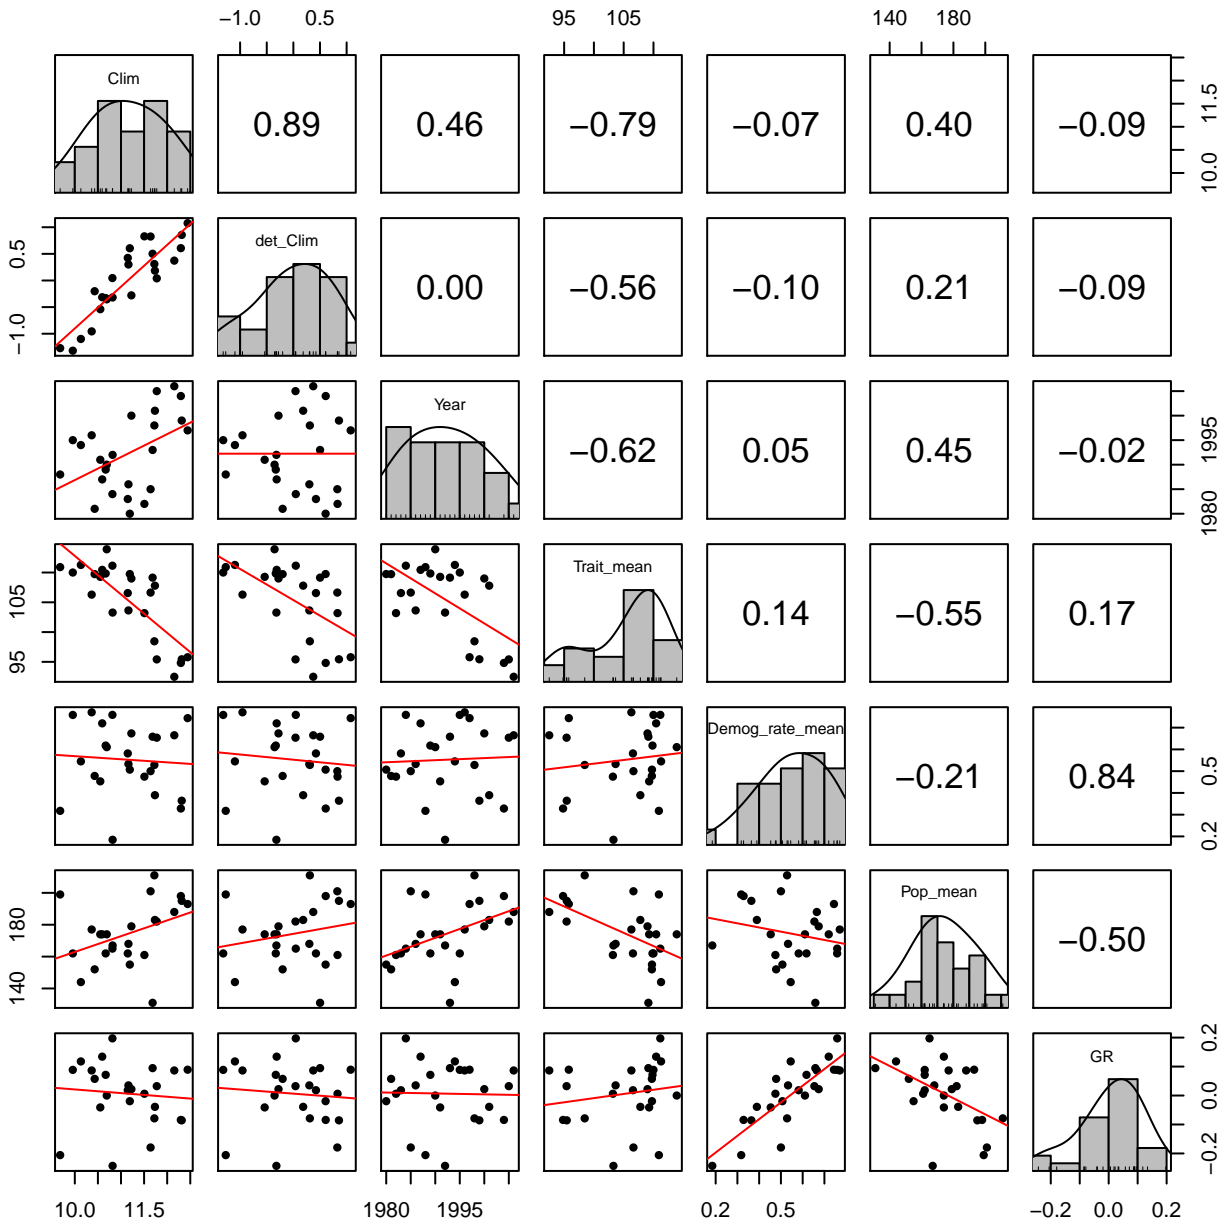 −1.0 0.5 95 105 140 180
Clim 0.89 0.46 −0.79 −0.07 0.40 −0.09 10.0 11.5
−1.0 0.5 det_Clim 0.00 −0.56 −0.10 0.21 −0.09
Year −0.62 0.05 0.45 −0.02 1980 1995
95 105 Trait_mean 0.14 −0.55 0.17
Demog_rate_mean −0.21 0.84 0.2 0.5
140 180 Pop_mean −0.50
GR −0.2 0.0 0.2
10.0 11.5 1980 1995 0.2 0.5 −0.2 0.0 0.2